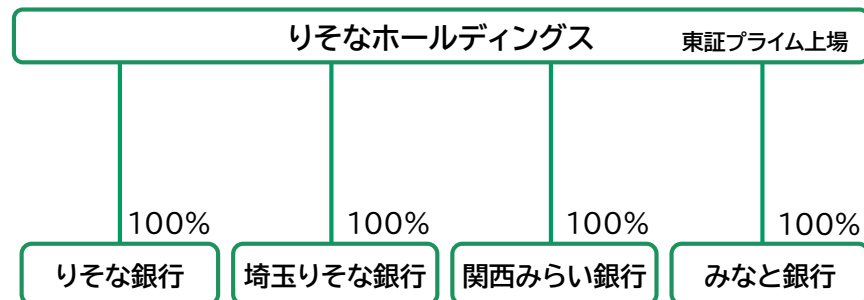 りそなホールディングス 東証プライム上場
100% 100% 100% 100%
りそな銀行 埼玉りそな銀行 関西みらい銀行 みなと銀行